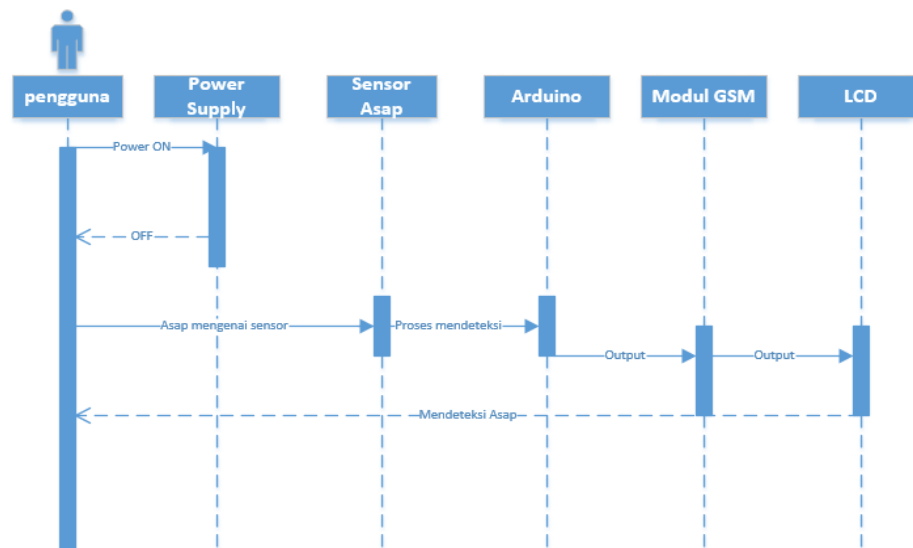 pengguna
Power
Supply
Sensor
Asap
Arduino
Modul GSM
LCD
Power ON
OFF
Asap mengenai sensor
Proses mendeteksi
Output
Output
Mendeteksi Asap